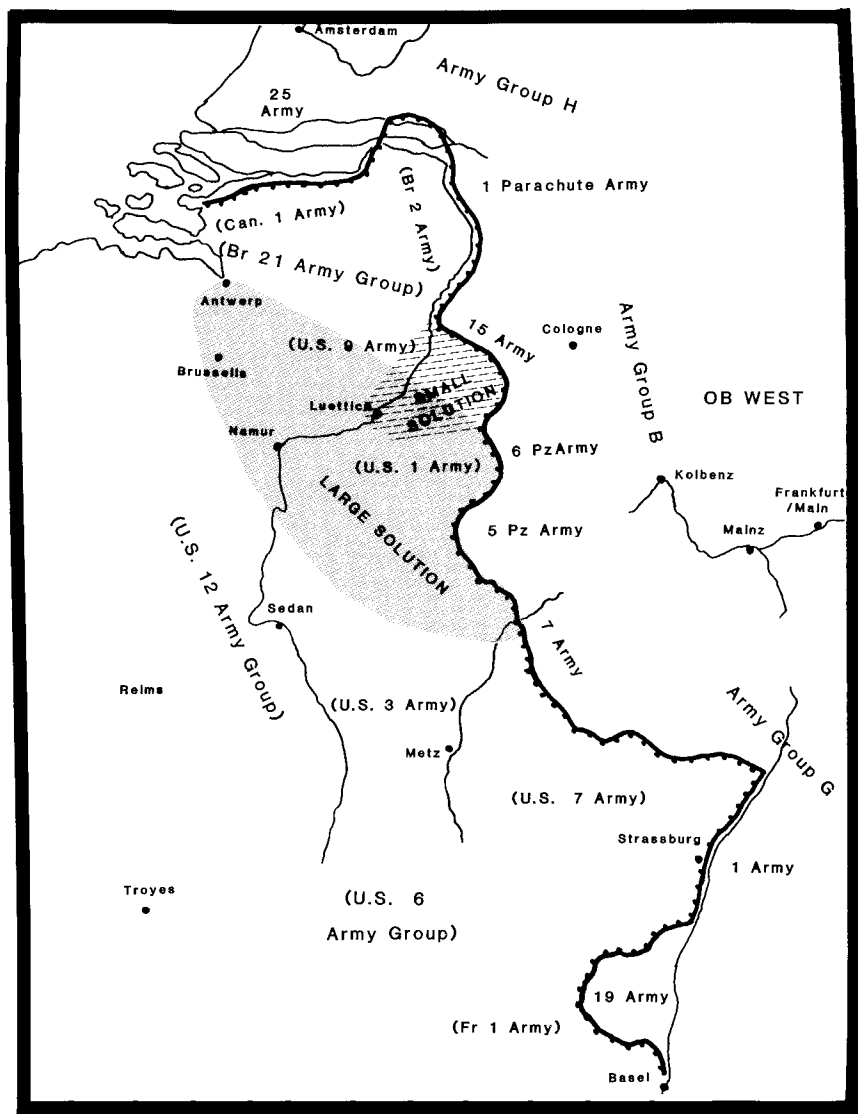 Amsterdam
Army Group H
25
Army
1 Parachute Army
(Br 2 Army)
(Can. 1 Army)
(Br 21 Army Group)
Antwerp
15 Army
Cologne
Army Group B
(U.S. 9 Army)
Brussells
SMALL
SOLUTION
OB WEST
Luettick
Namur
6 PzArmy
(U.S. 1 Army)
Kolbenz
LARGE SOLUTION
Frankfurt
/Main
5 Pz Army
Mainz
(U.S. 12 Army Group)
Sedan
7 Army
Reims
(U.S. 3 Army)
Army Group G
Metz
(U.S. 7 Army)
Strassburg
1 Army
Troyes
(U.S. 6
Army Group)
19 Army
(Fr 1 Army)
Basel